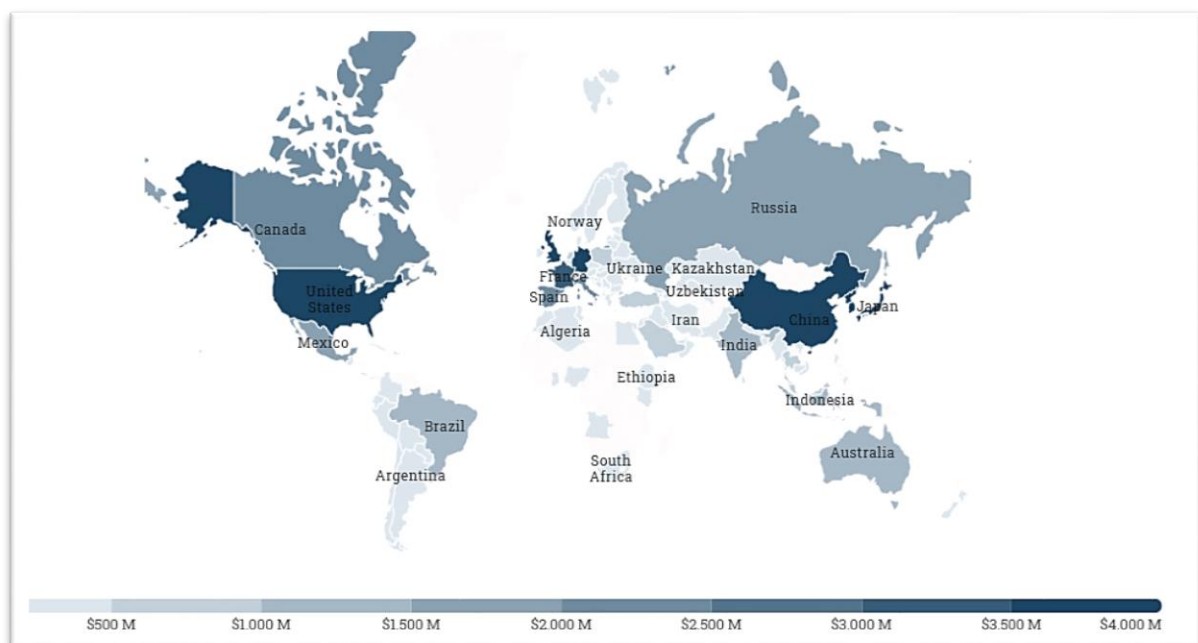 Canada
United
States
Mexico
Brazil
Argentina
Norway
France
Spain
Algeria
Ukraine
Kazakhstan
Uzbekistan
Iran
Ethiopia
South
Africa
Russia
China
Japan
India
Indonesia
Australia
$500 M $1.000 M $1.500 M $2.000 M $2.500 M $3.000 M $3.500 M $4.000 M